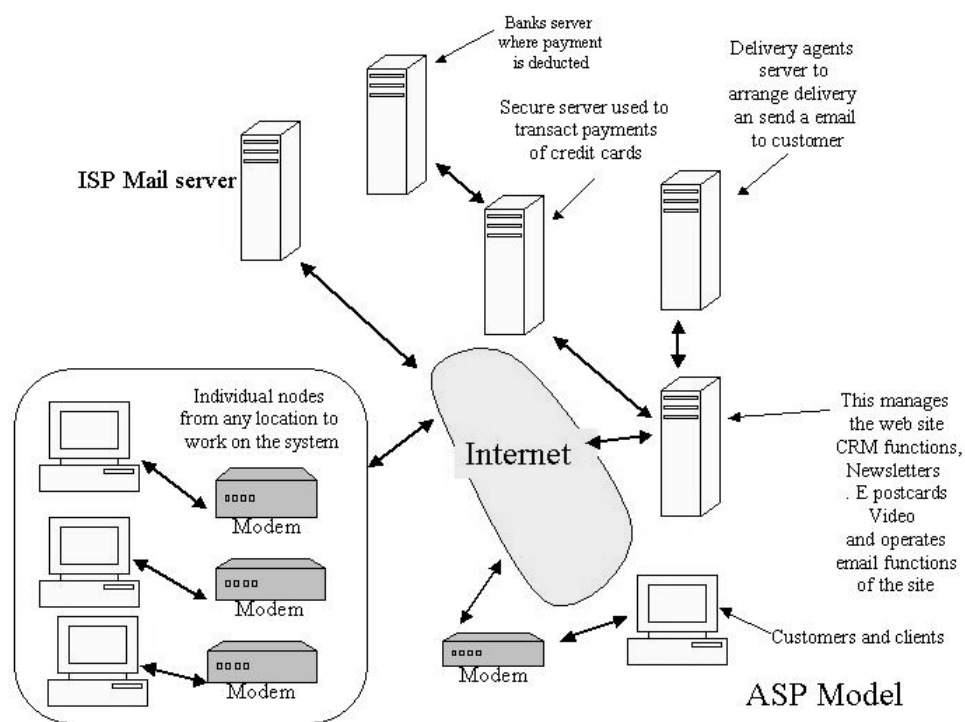 Banks server
where payment
is deducted
Delivery agents
server to
arrange delivery
an send a email
to customer
Secure server used to
transact payments
of credit cards
ISP Mail server
Individual nodes
from any location to
work on the system
Internet
This manages
the web site
CRM functions,
Newsletters
. E postcards
Video
and operates
email functions
of the site
Modem
Modem
Modem
Modem
Customers and clients
ASP Model